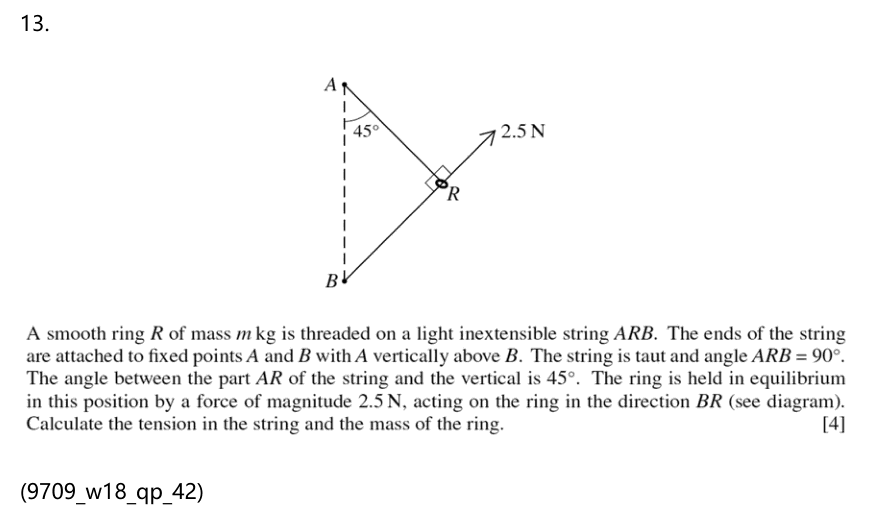 13.
A
45°
2.5 N
R
B
A smooth ring R of mass m kg is threaded on a light inextensible string ARB. The ends of the string
are attached to fixed points A and B with A vertically above B. The string is taut and angle ARB = 90°.
The angle between the part AR of the string and the vertical is 45°. The ring is held in equilibrium
in this position by a force of magnitude 2.5 N, acting on the ring in the direction BR (see diagram).
Calculate the tension in the string and the mass of the ring. [4]
(9709_w18_qp_42)